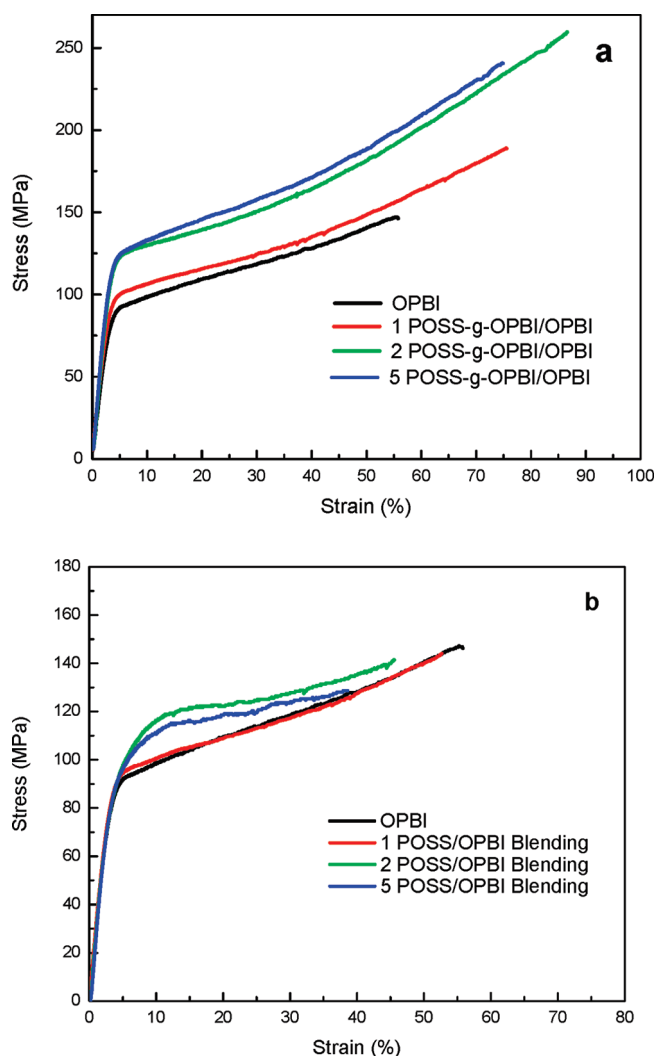 a
250
200
150
100
50
0
Stress (MPa)
OPBI
1 POSS-g-OPBI/OPBI
2 POSS-g-OPBI/OPBI
5 POSS-g-OPBI/OPBI
0 10 20 30 40 50 60 70 80 90 100
Strain (%)
b
180
160
140
120
100
80
60
40
20
0
Stress (MPa)
OPBI
1 POSS/OPBI Blending
2 POSS/OPBI Blending
5 POSS/OPBI Blending
0 10 20 30 40 50 60 70 80
Strain (%)